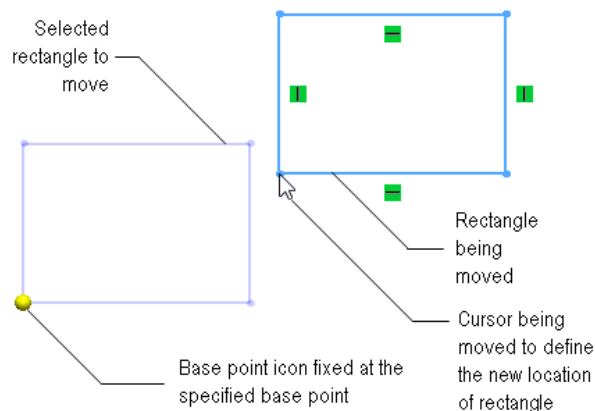 Selected
rectangle to
move
Rectangle
being
moved
Cursor being
moved to define
the new location
of rectangle
Base point icon fixed at the
specified base point